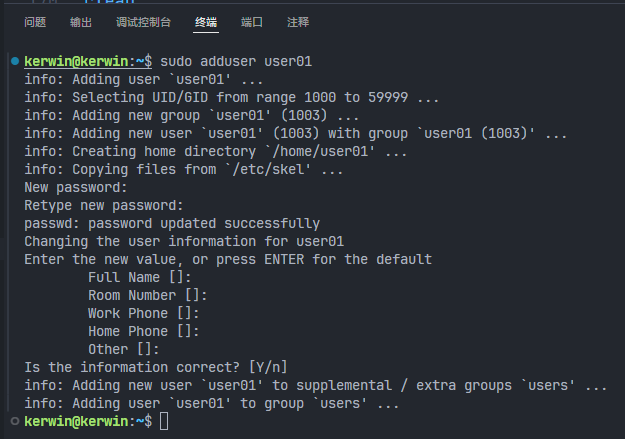 clean
问题 输出 调试控制台 终端 端口 注释
kerwin@kerwin:~$ sudo adduser user01
info: Adding user `user01' ...
info: Selecting UID/GID from range 1000 to 59999 ...
info: Adding new group `user01' (1003) ...
info: Adding new user `user01' (1003) with group `user01 (1003)' ...
info: Creating home directory `/home/user01' ...
info: Copying files from `/etc/skel' ...
New password:
Retype new password:
passwd: password updated successfully
Changing the user information for user01
Enter the new value, or press ENTER for the default
Full Name []:
Room Number []:
Work Phone []:
Home Phone []:
Other []:
Is the information correct? [Y/n]
info: Adding new user `user01' to supplemental / extra groups `users' ...
info: Adding user `user01' to group `users' ...
kerwin@kerwin:~$